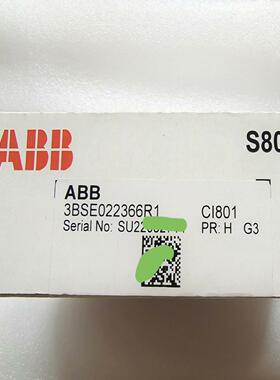 ABB
S80
ABB
3BSE022366R1 CI801
Serial No: PR: H G3